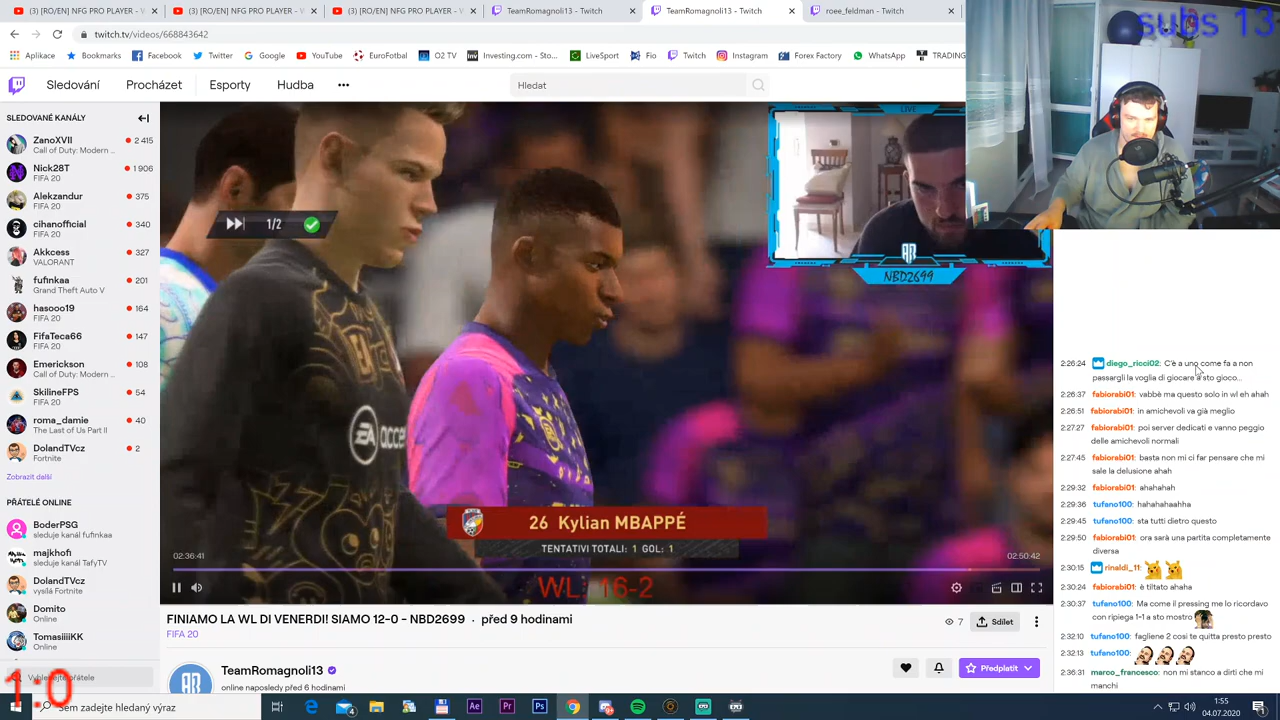 (3) [RO/EN] NBG PRO PLAYER - V
(3) [RO/EN] NBG PRO PLAYER - V
(3) [RO/EN] NBG PRO PLAYER - V
TeamRomagnoli13 - Twitch
TeamRomagnoli13 - Twitch
roee_feldman - Twitch
subs 13
twitch.tv/videos/668843642
Aplikace
Bookmarks
Facebook
Twitter
Google
YouTube
EuroFotbal
O2 TV
Investing.com - Sto...
LiveSport
Fio
Twitch
Instagram
Forex Factory
WhatsApp
TRADING
Sledování
Procházet
Esporty
Hudba
Hledat
SLEDOVANÉ KANÁLY
ZanoXVII 2 415
Call of Duty: Modern ...
Nick28T 1 906
FIFA 20
Alekzandur 375
FIFA 20
cihanofficial 340
FIFA 20
Akkcess 327
VALORANT
fufinkaa 201
Grand Theft Auto V
hasooo19 164
FIFA 20
FifaTeca66 147
FIFA 20
Emerickson 108
Call of Duty: Modern ...
SkilineFPS 54
FIFA 20
roma_damie 40
The Last of Us Part II
DolandTVcz 2
Fortnite
Zobrazit další
PŘÁTELÉ ONLINE
BoderPSG
sleduje kanál fufinkaa
majkhofi
sleduje kanál TafyTV
DolandTVcz
vysílá Fortnite
Domito
Online
TomasiiiiKK
Online
1.0
LIVE
1/2
NBD2699
EA access
26 Kylian MBAPPÉ
TENTATIVI TOTALI: 1 GOL: 1
02:36:41
02:50:42
WL: 16-2
FINIAMO LA WL DI VENERDI! SIAMO 12-0 - NBD2699 · před 9 hodinami
FIFA 20
7
Sdílet
TeamRomagnoli13
online naposledy před 6 hodinami
Předplatit
2:26:24 diego_ricci02: C'è a uno come fa a non
passargli la voglia di giocare a sto gioco...
2:26:37 fabiorabi01: vabbè ma questo solo in wl eh ahah
2:26:51 fabiorabi01: in amichevoli va già meglio
2:27:27 fabiorabi01: poi server dedicati e vanno peggio
delle amichevoli normali
2:27:45 fabiorabi01: basta non mi ci far pensare che mi
sale la delusione ahah
2:29:32 fabiorabi01: ahahahah
2:29:36 tufano100: hahahahaahha
2:29:45 tufano100: sta tutti dietro questo
2:29:50 fabiorabi01: ora sarà una partita completamente
diversa
2:30:15 rinaldi_11:
2:30:24 fabiorabi01: è tiltato ahaha
2:30:37 tufano100: Ma come il pressing me lo ricordavo
con ripiega 1-1 a sto mostro
2:32:10 tufano100: fagliene 2 cosi te quitta presto presto
2:32:13 tufano100:
2:36:31 marco_francesco: non mi stanco a dirti che mi
manchi
Sem zadejte hledaný výraz
1:55
04.07.2020